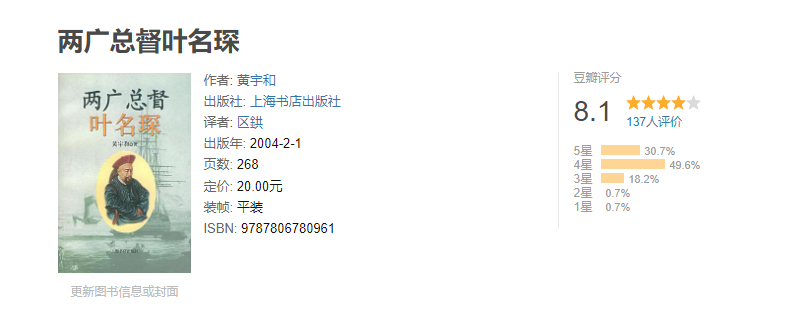 两广总督叶名琛
两广总督
叶名琛
作者: 黄宇和
出版社: 上海书店出版社
译者: 区鉷
出版年: 2004-2-1
页数: 268
定价: 20.00元
装帧: 平装
ISBN: 9787806780961
更新图书信息或封面
豆瓣评分
8.1
137人评价
5星 30.7%
4星 49.6%
3星 18.2%
2星 0.7%
1星 0.7%